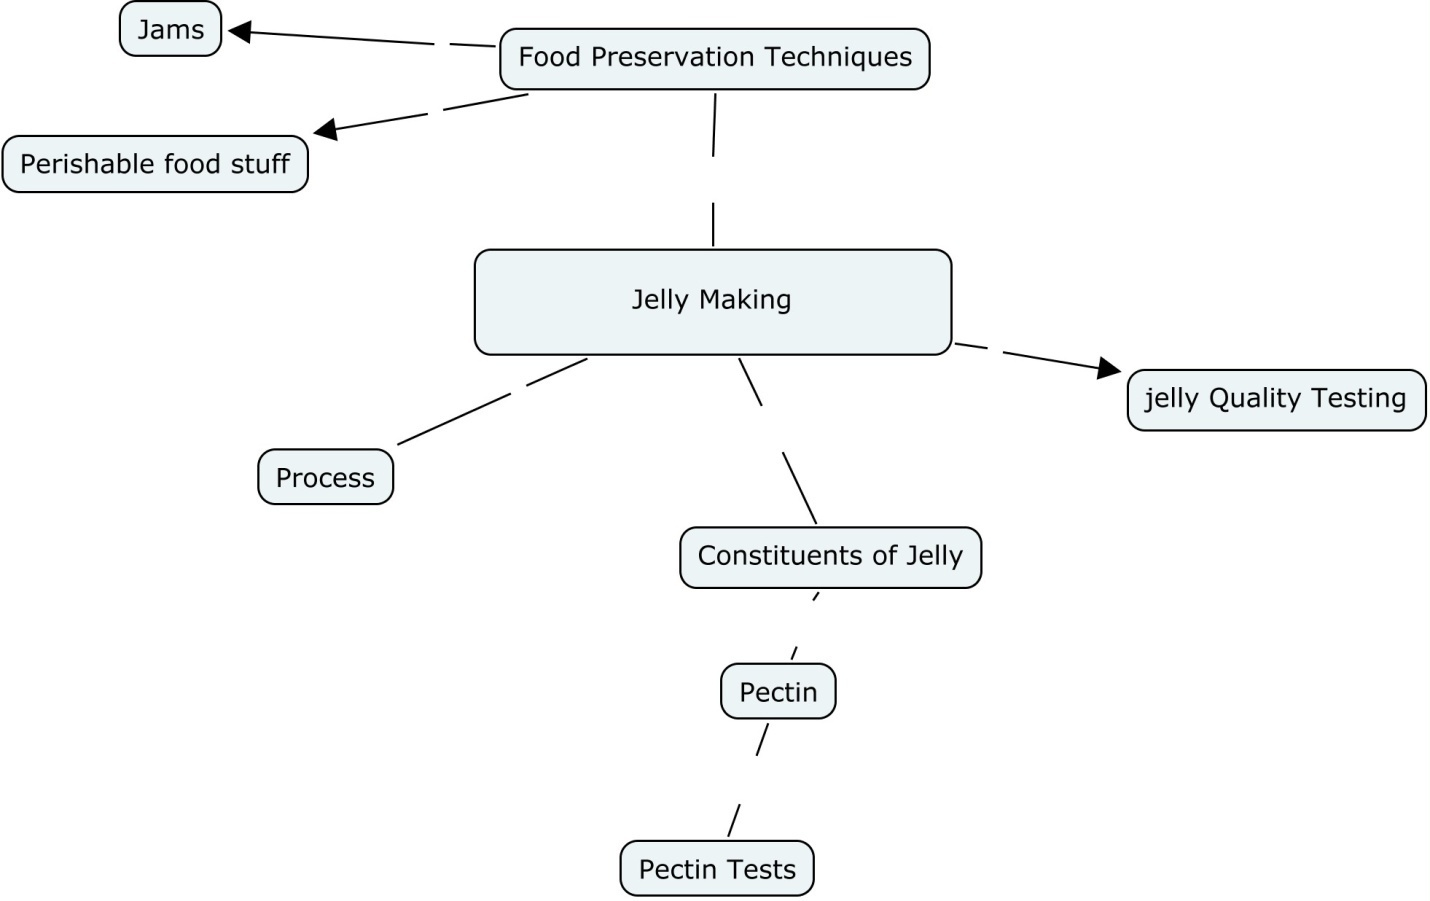 Jams
Food Preservation Techniques
Perishable food stuff
Jelly Making
jelly Quality Testing
Process
Constituents of Jelly
Pectin
Pectin Tests